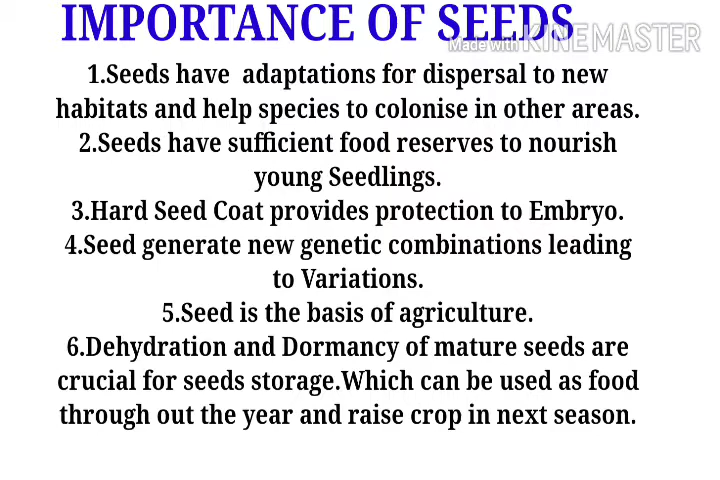 IMPORTANCE OF SEEDS
Made with KINEMASTER
1.Seeds have adaptations for dispersal to new
habitats and help species to colonise in other areas.
2.Seeds have sufficient food reserves to nourish
young Seedlings.
3.Hard Seed Coat provides protection to Embryo.
4.Seed generate new genetic combinations leading
to Variations.
5.Seed is the basis of agriculture.
6.Dehydration and Dormancy of mature seeds are
crucial for seeds storage.Which can be used as food
through out the year and raise crop in next season.